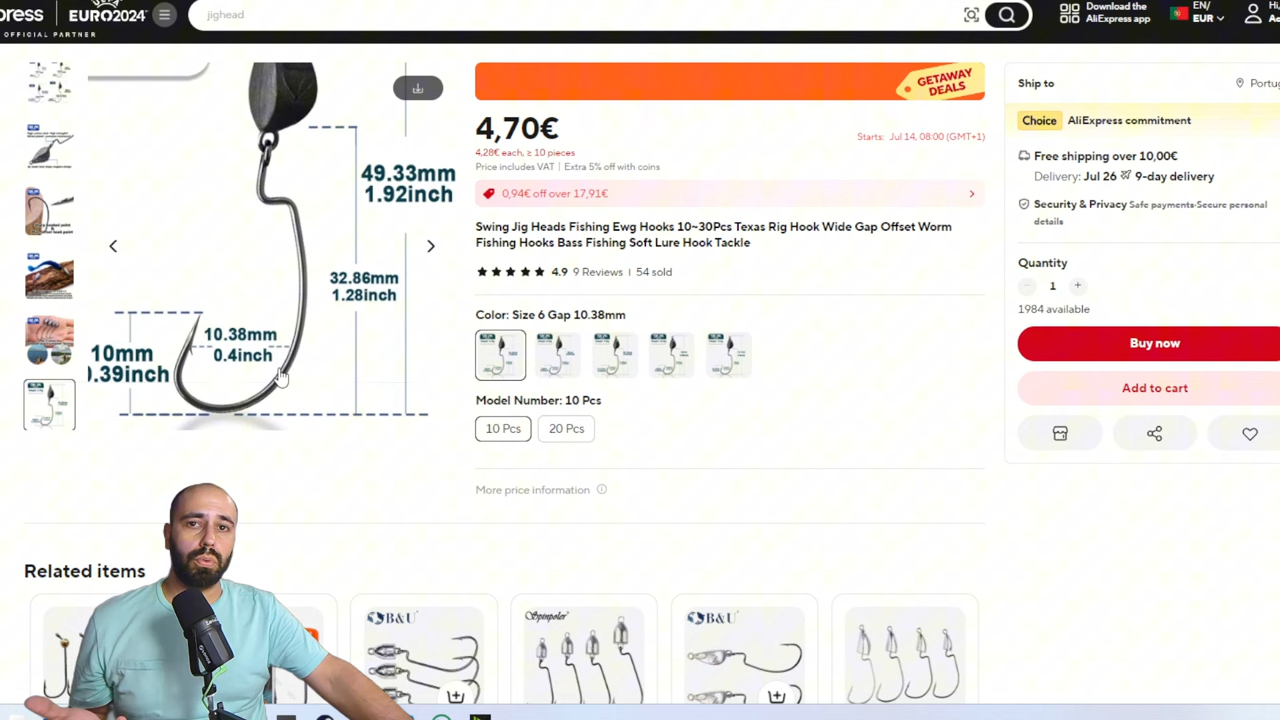 press
EURO2024
OFFICIAL PARTNER
jighead
Download the
AliExpress app
EN/
EUR
Hi,
49.33mm
1.92inch
32.86mm
1.28inch
10.38mm
0.4inch
10mm
0.39inch
GETAWAY
DEALS
4,70€
Starts: Jul 14, 08:00 (GMT+1)
4,28€ each, ≥ 10 pieces
Price includes VAT | Extra 5% off with coins
0,94€ off over 17,91€
Swing Jig Heads Fishing Ewg Hooks 10~30Pcs Texas Rig Hook Wide Gap Offset Worm
Fishing Hooks Bass Fishing Soft Lure Hook Tackle
4.9 9 Reviews | 54 sold
Color: Size 6 Gap 10.38mm
Model Number: 10 Pcs
10 Pcs
20 Pcs
More price information
Ship to
Portug
Choice AliExpress commitment
Free shipping over 10,00€
Delivery: Jul 26 9-day delivery
Security & Privacy Safe payments·Secure personal
details
Quantity
1
1984 available
Buy now
Add to cart
Related items
B&U
Spinpoler
B&U